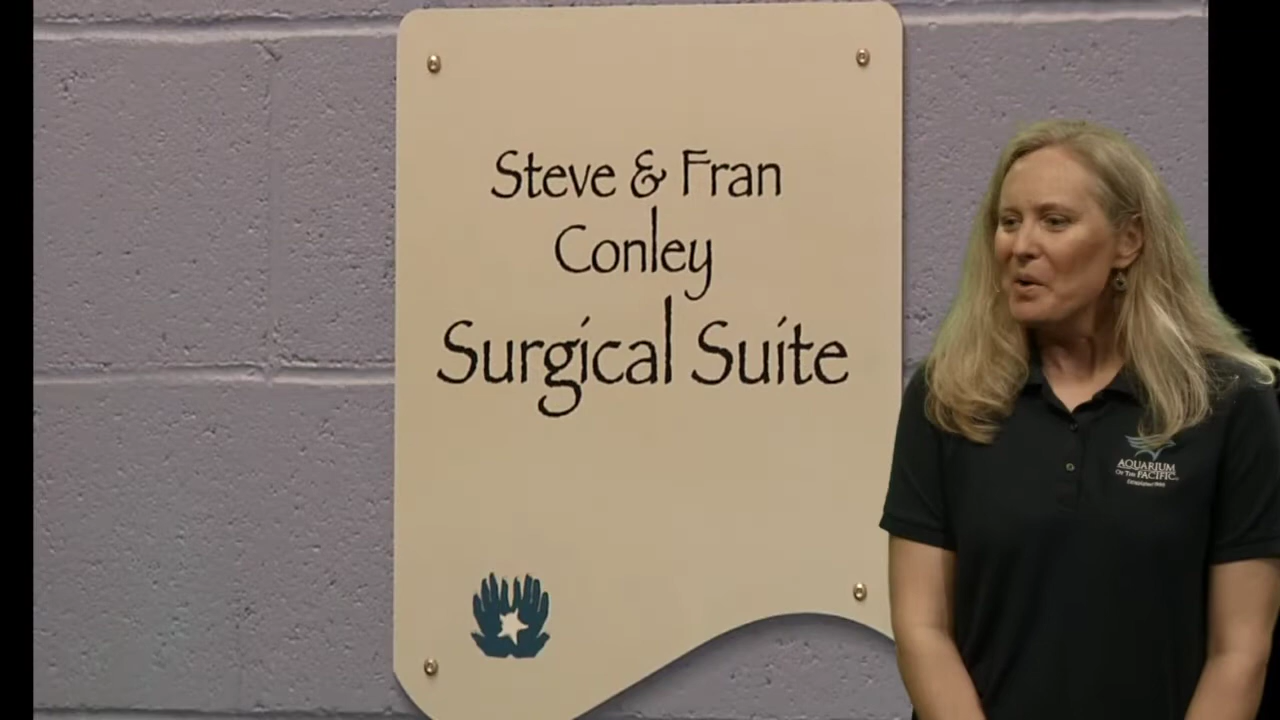 Steve & Fran
Conley
Surgical Suite
AQUARIUM
OF THE PACIFIC